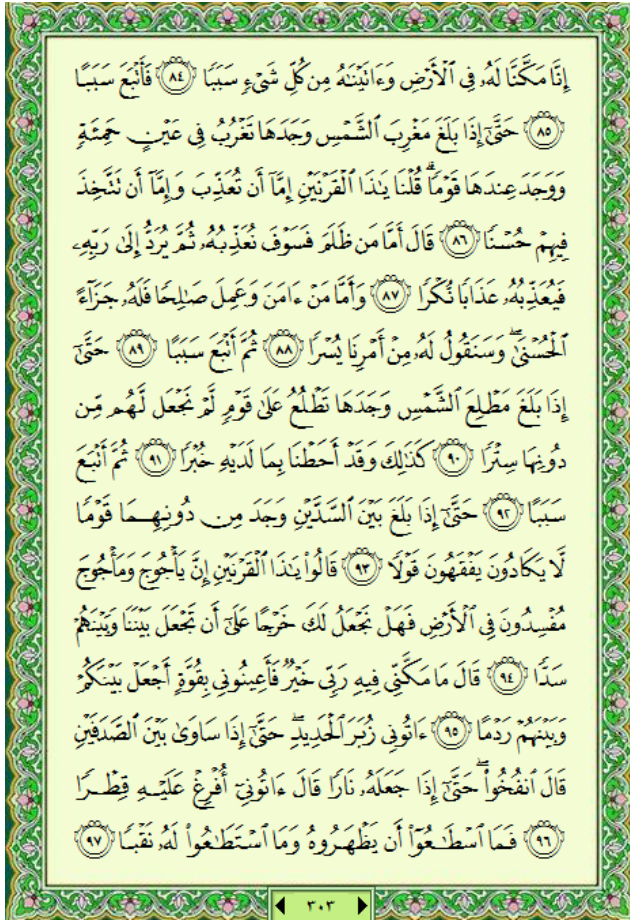 إِنَّا مَكَّنَّا لَهُۥ فِى ٱلْأَرْضِ وَءَاتَيْنَٰهُ مِن كُلِّ شَىْءٍ سَبَبًا ٨٤ فَأَتْبَعَ سَبَبًا
٨٥ حَتَّىٰٓ إِذَا بَلَغَ مَغْرِبَ ٱلشَّمْسِ وَجَدَهَا تَغْرُبُ فِى عَيْنٍ حَمِئَةٍ
وَوَجَدَ عِندَهَا قَوْمًا ۗ قُلْنَا يَٰذَا ٱلْقَرْنَيْنِ إِمَّآ أَن تُعَذِّبَ وَإِمَّآ أَن تَتَّخِذَ
فِيهِمْ حُسْنًا ٨٦ قَالَ أَمَّا مَن ظَلَمَ فَسَوْفَ نُعَذِّبُهُۥ ثُمَّ يُرَدُّ إِلَىٰ رَبِّهِۦ
فَيُعَذِّبُهُۥ عَذَابًا نُّكْرًا ٨٧ وَأَمَّا مَنْ ءَامَنَ وَعَمِلَ صَٰلِحًا فَلَهُۥ جَزَآءً
ٱلْحُسْنَىٰ ۖ وَسَنَقُولُ لَهُۥ مِنْ أَمْرِنَا يُسْرًا ٨٨ ثُمَّ أَتْبَعَ سَبَبًا ٨٩ حَتَّىٰٓ
إِذَا بَلَغَ مَطْلِعَ ٱلشَّمْسِ وَجَدَهَا تَطْلُعُ عَلَىٰ قَوْمٍ لَّمْ نَجْعَل لَّهُم مِّن
دُونِهَا سِتْرًا ٩٠ كَذَٰلِكَ وَقَدْ أَحَطْنَا بِمَا لَدَيْهِ خُبْرًا ٩١ ثُمَّ أَتْبَعَ
سَبَبًا ٩٢ حَتَّىٰٓ إِذَا بَلَغَ بَيْنَ ٱلسَّدَّيْنِ وَجَدَ مِن دُونِهِمَا قَوْمًا
لَّا يَكَادُونَ يَفْقَهُونَ قَوْلًا ٩٣ قَالُوا۟ يَٰذَا ٱلْقَرْنَيْنِ إِنَّ يَأْجُوجَ وَمَأْجُوجَ
مُفْسِدُونَ فِى ٱلْأَرْضِ فَهَلْ نَجْعَلُ لَكَ خَرْجًا عَلَىٰٓ أَن تَجْعَلَ بَيْنَنَا وَبَيْنَهُمْ
سَدًّا ٩٤ قَالَ مَا مَكَّنِّى فِيهِ رَبِّى خَيْرٌ فَأَعِينُونِى بِقُوَّةٍ أَجْعَلْ بَيْنَكُمْ
وَبَيْنَهُمْ رَدْمًا ٩٥ ءَاتُونِى زُبَرَ ٱلْحَدِيدِ ۖ حَتَّىٰٓ إِذَا سَاوَىٰ بَيْنَ ٱلصَّدَفَيْنِ
قَالَ ٱنفُخُوا۟ ۖ حَتَّىٰٓ إِذَا جَعَلَهُۥ نَارًا قَالَ ءَاتُونِىٓ أُفْرِغْ عَلَيْهِ قِطْرًا
٩٦ فَمَا ٱسْطَٰعُوٓا۟ أَن يَظْهَرُوهُ وَمَا ٱسْتَطَٰعُوا۟ لَهُۥ نَقْبًا ٩٧
٣٠٣